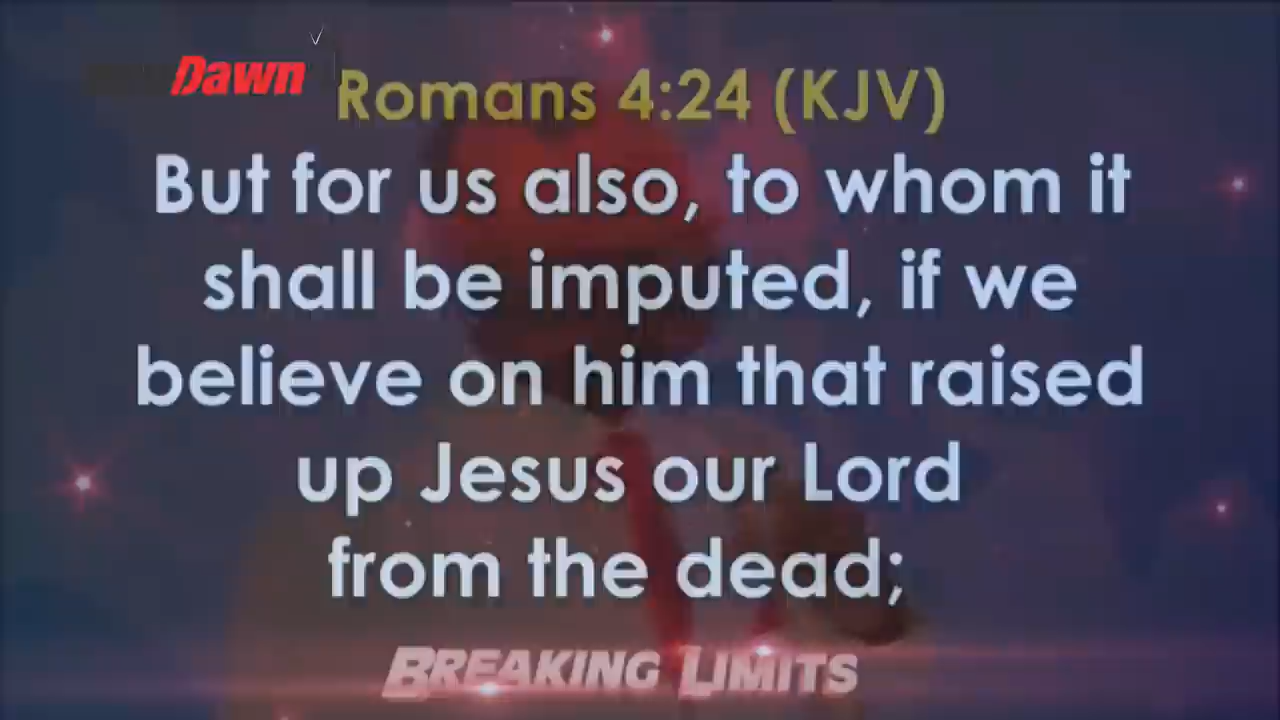 Dawn
Romans 4:24 (KJV)
But for us also, to whom it
shall be imputed, if we
believe on him that raised
up Jesus our Lord
from the dead;
BREAKING LIMITS